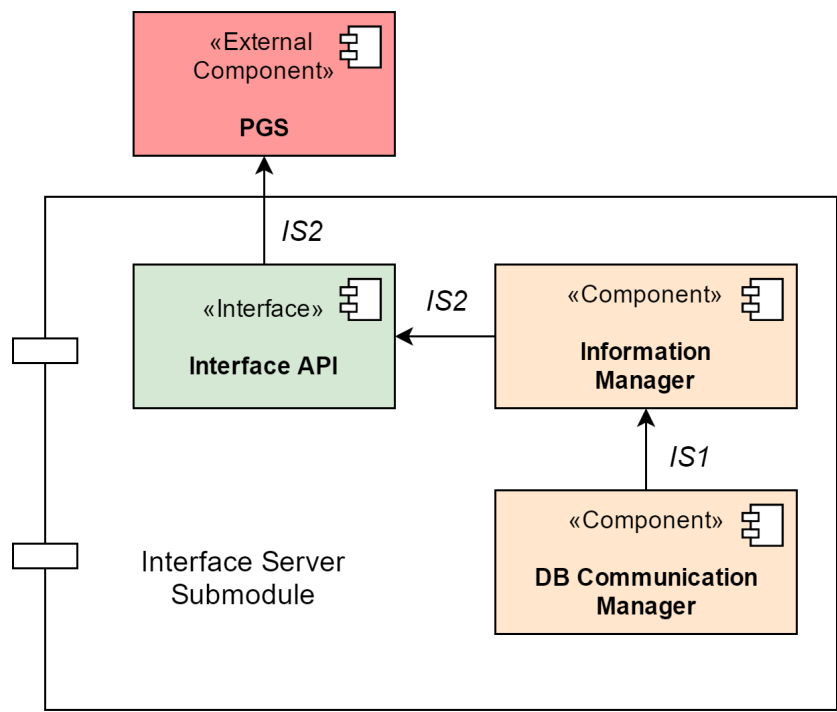 «External
Component»
PGS
IS2
«Interface»
Interface API
IS2
«Component»
Information
Manager
IS1
«Component»
DB Communication
Manager
Interface Server
Submodule